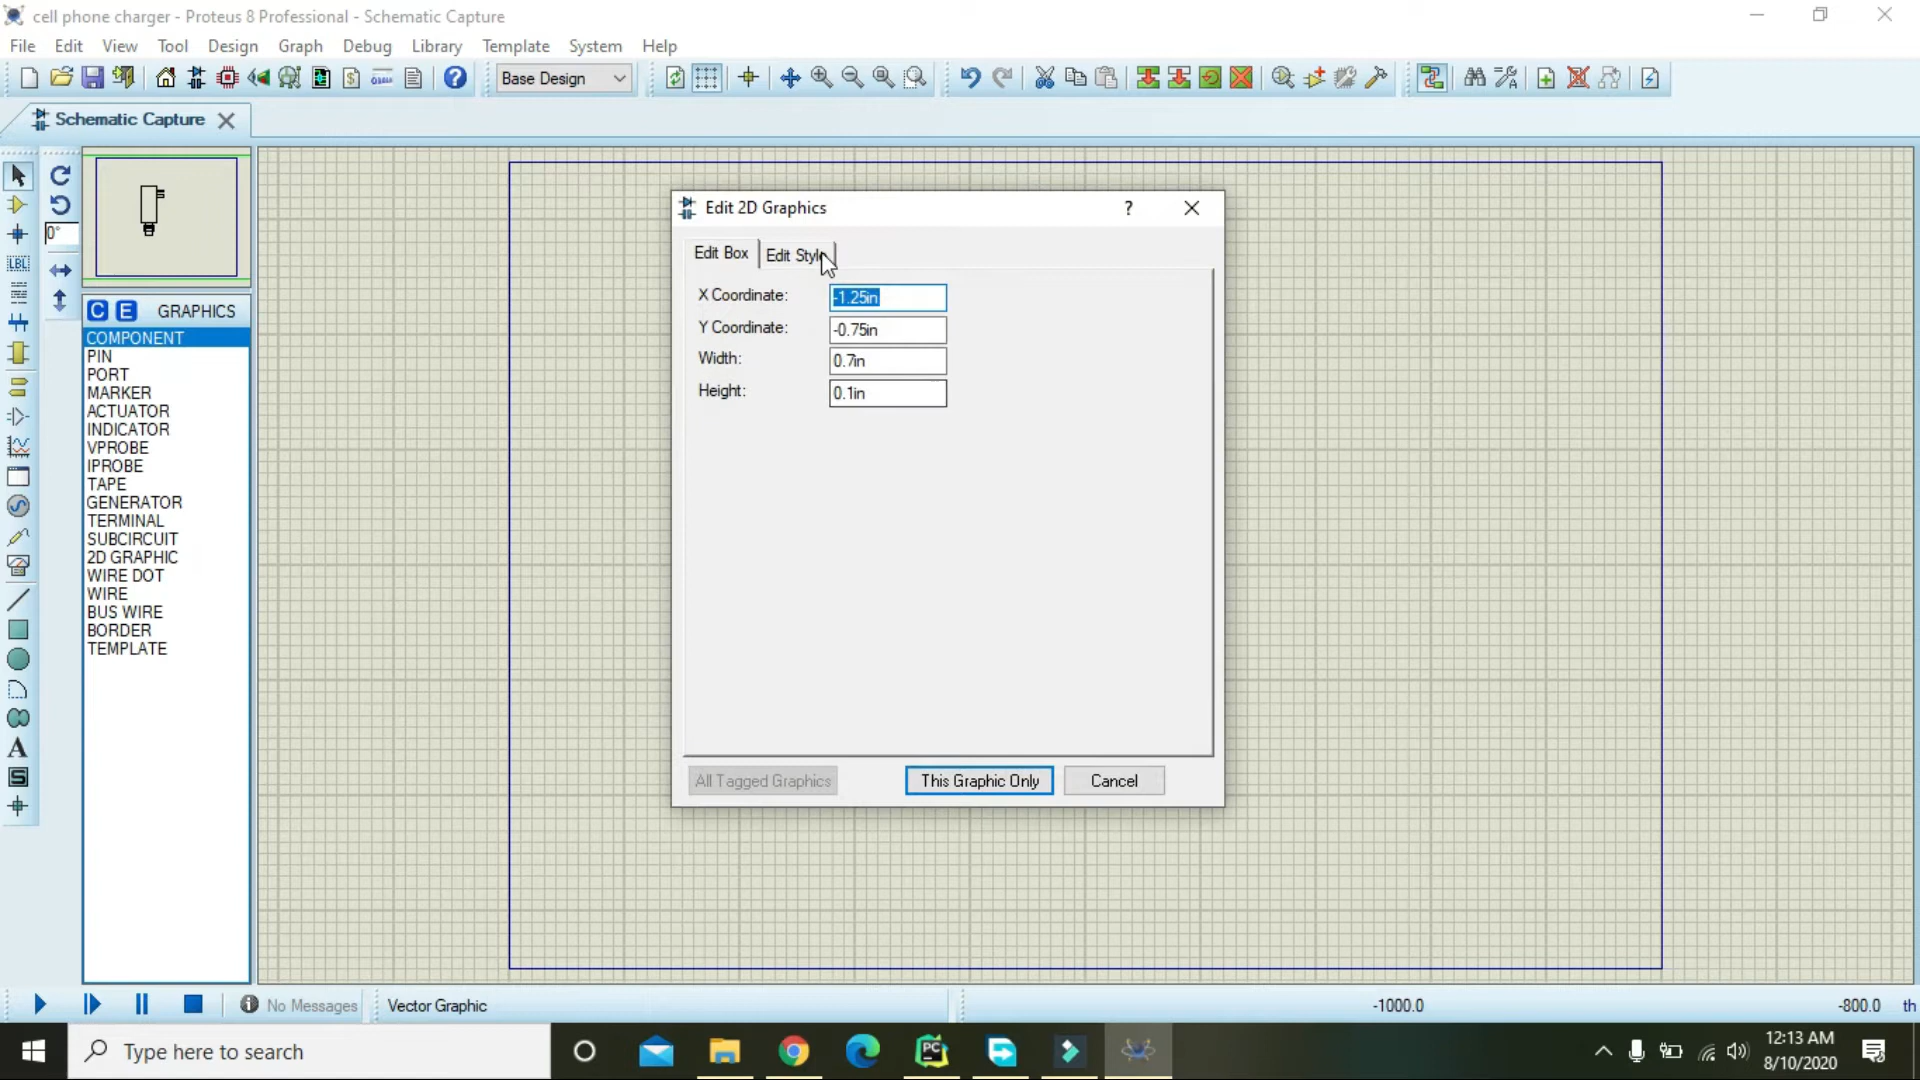 cell phone charger - Proteus 8 Professional - Schematic Capture
File Edit View Tool Design Graph Debug Library Template System Help
Base Design
Schematic Capture
0°
LBL
C E GRAPHICS
COMPONENT
PIN
PORT
MARKER
ACTUATOR
INDICATOR
VPROBE
IPROBE
TAPE
GENERATOR
TERMINAL
SUBCIRCUIT
2D GRAPHIC
WIRE DOT
WIRE
BUS WIRE
BORDER
TEMPLATE
A
S
Edit 2D Graphics
Edit Box Edit Style
X Coordinate: -1.25in
Y Coordinate: -0.75in
Width: 0.7in
Height: 0.1in
All Tagged Graphics This Graphic Only Cancel
No Messages Vector Graphic -1000.0 -800.0 th
Type here to search
PC
12:13 AM
8/10/2020